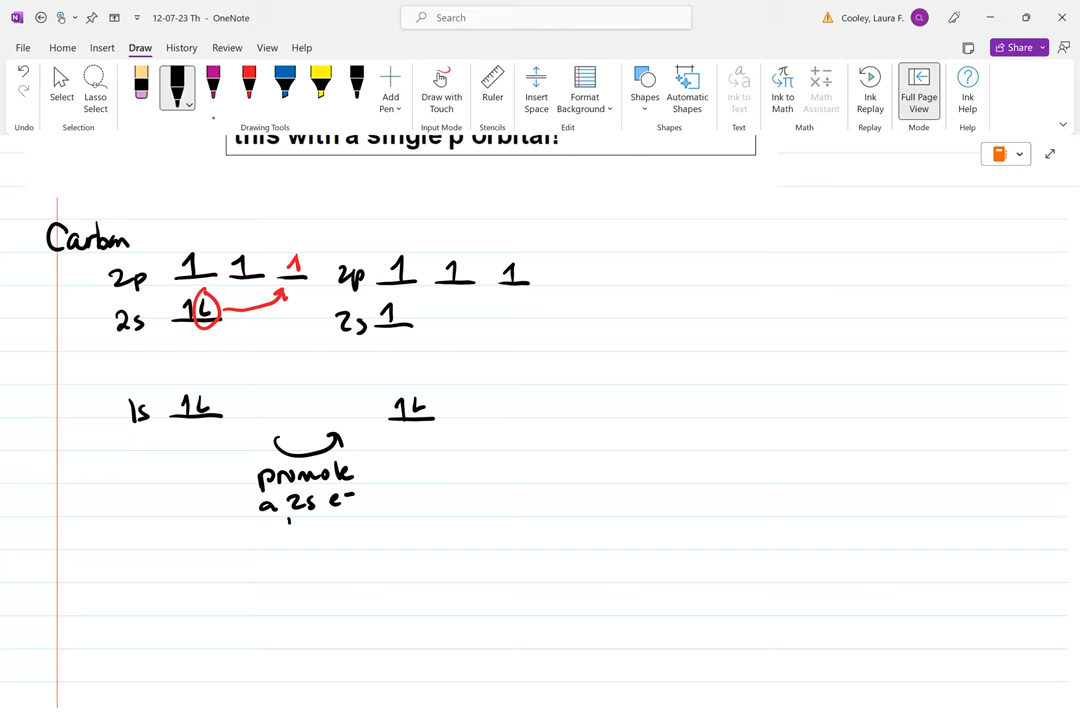 12-07-23 Th - OneNote
Search
Cooley, Laura F.
CL
File Home Insert Draw History Review View Help
Share
Undo
Select
Lasso Select
Add Pen
Draw with Touch
Ruler
Insert Space
Format Background
Shapes
Automatic Shapes
Ink to Text
Ink to Math
Math Assistant
Ink Replay
Full Page View
Ink Help
Undo Selection Drawing Tools Input Mode Stencils Edit Shapes Text Math Replay Mode Help
this with a single p orbital!
Carbon
2p 1 1 1 2p 1 1 1
2s 1L 2s 1
1s 1L 1L
promote
a 2s e-